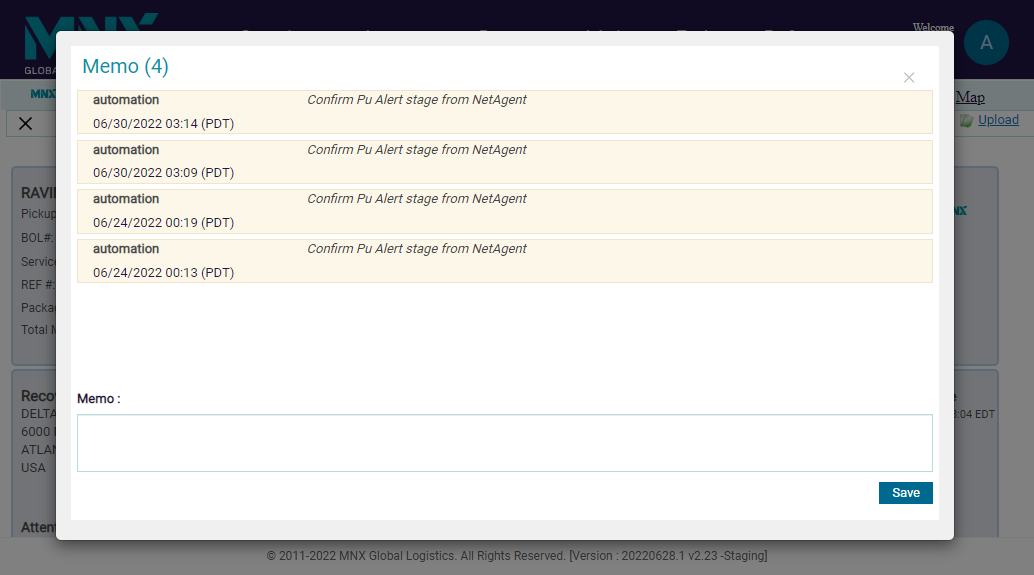 MNX
GLOBA
Welcome
A
MNX
Map
Upload
Memo (4)
automation Confirm Pu Alert stage from NetAgent
06/30/2022 03:14 (PDT)
automation Confirm Pu Alert stage from NetAgent
06/30/2022 03:09 (PDT)
automation Confirm Pu Alert stage from NetAgent
06/24/2022 00:19 (PDT)
automation Confirm Pu Alert stage from NetAgent
06/24/2022 00:13 (PDT)
RAVI
Pickup
BOL#:
Servic
REF #:
Packa
Total
Reco
DELTA
6000
ATLAN
USA
:04 EDT
Atten
Memo :
Save
© 2011-2022 MNX Global Logistics. All Rights Reserved. [Version : 20220628.1 v2.23 -Staging]